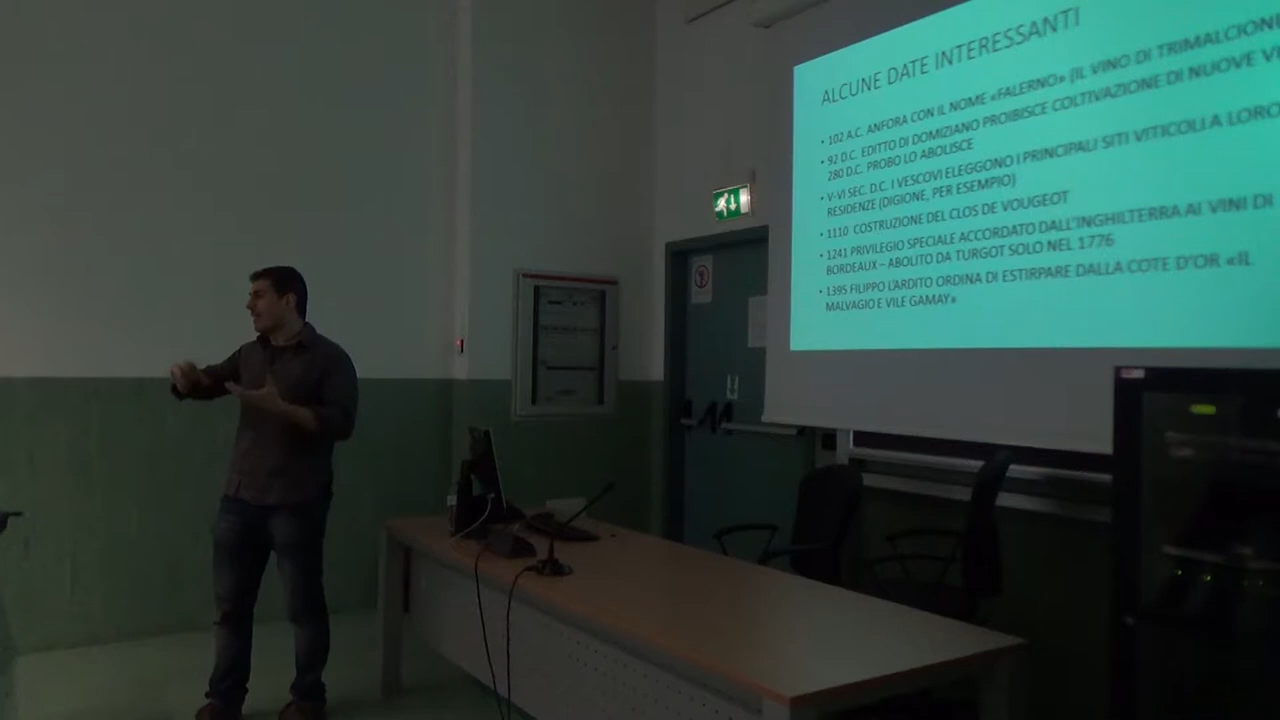 ALCUNE DATE INTERESSANTI
• 102 A.C. ANFORA CON IL NOME «FALERNO» (IL VINO DI TRIMALCIONE
• 92 D.C. EDITTO DI DOMIZIANO PROIBISCE COLTIVAZIONE DI NUOVE
280 D.C. PROBO LO ABOLISCE
• V-VI SEC. D.C. I VESCOVI ELEGGONO I PRINCIPALI SITI VITICOLI A LORO
RESIDENZE (DIGIONE, PER ESEMPIO)
• 1110 COSTRUZIONE DEL CLOS DE VOUGEOT
• 1241 PRIVILEGIO SPECIALE ACCORDATO DALL'INGHILTERRA AI VINI DI
BORDEAUX – ABOLITO DA TURGOT SOLO NEL 1776
• 1395 FILIPPO L'ARDITO ORDINA DI ESTIRPARE DALLA COTE D'OR «IL
MALVAGIO E VILE GAMAY»